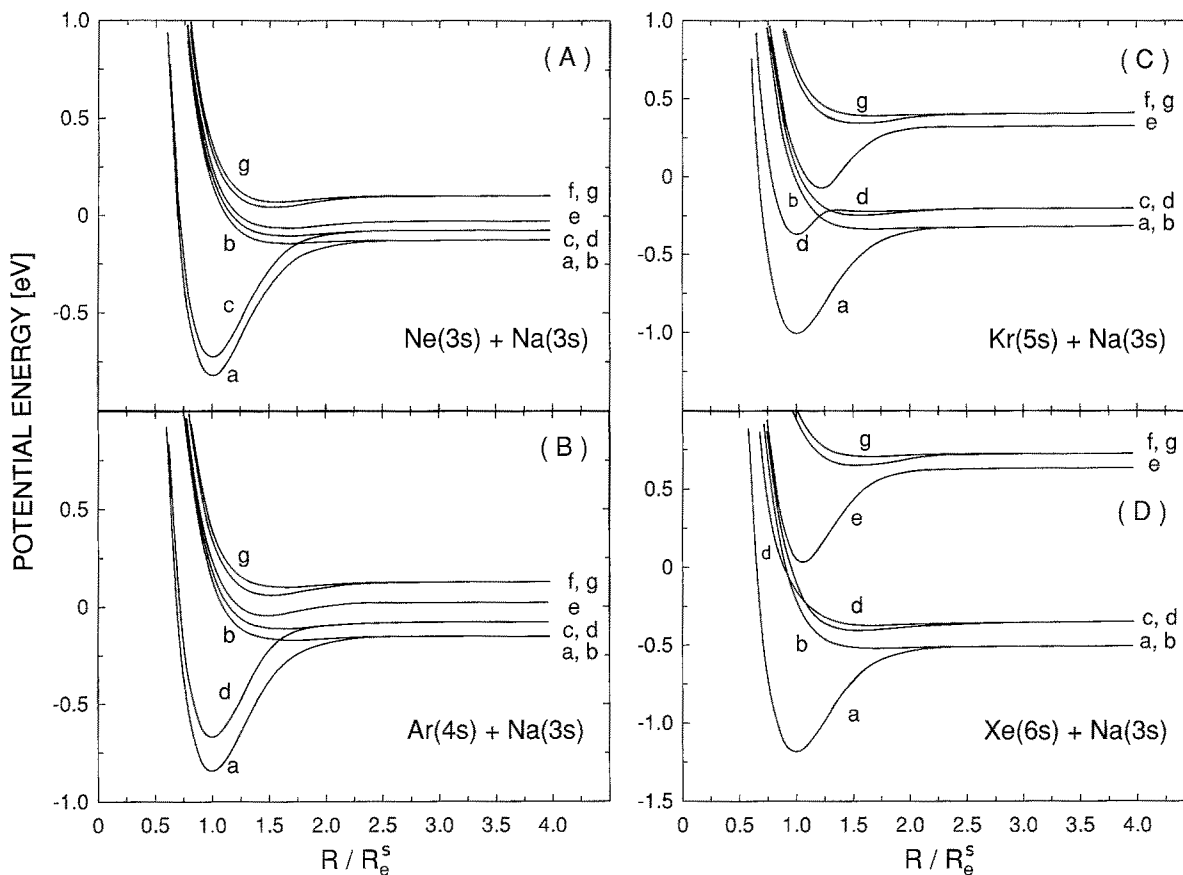 POTENTIAL ENERGY [eV]
1.0
0.5
0
-0.5
( A )
g
f, g
e
b
c, d
a, b
c
a
Ne(3s) + Na(3s)
0.5
0
-0.5
-1.0
( B )
g
f, g
e
b
c, d
a, b
d
a
Ar(4s) + Na(3s)
0 0.5 1.0 1.5 2.0 2.5 3.0 3.5 4.0
R / R_e^s
1.0
0.5
0
-0.5
-1.0
( C )
g
f, g
e
b
d
c, d
a, b
d
a
Kr(5s) + Na(3s)
0.5
0
-0.5
-1.0
-1.5
g
f, g
e
e
( D )
d
d
c, d
b
a, b
a
Xe(6s) + Na(3s)
0 0.5 1.0 1.5 2.0 2.5 3.0 3.5 4.0
R / R_e^s